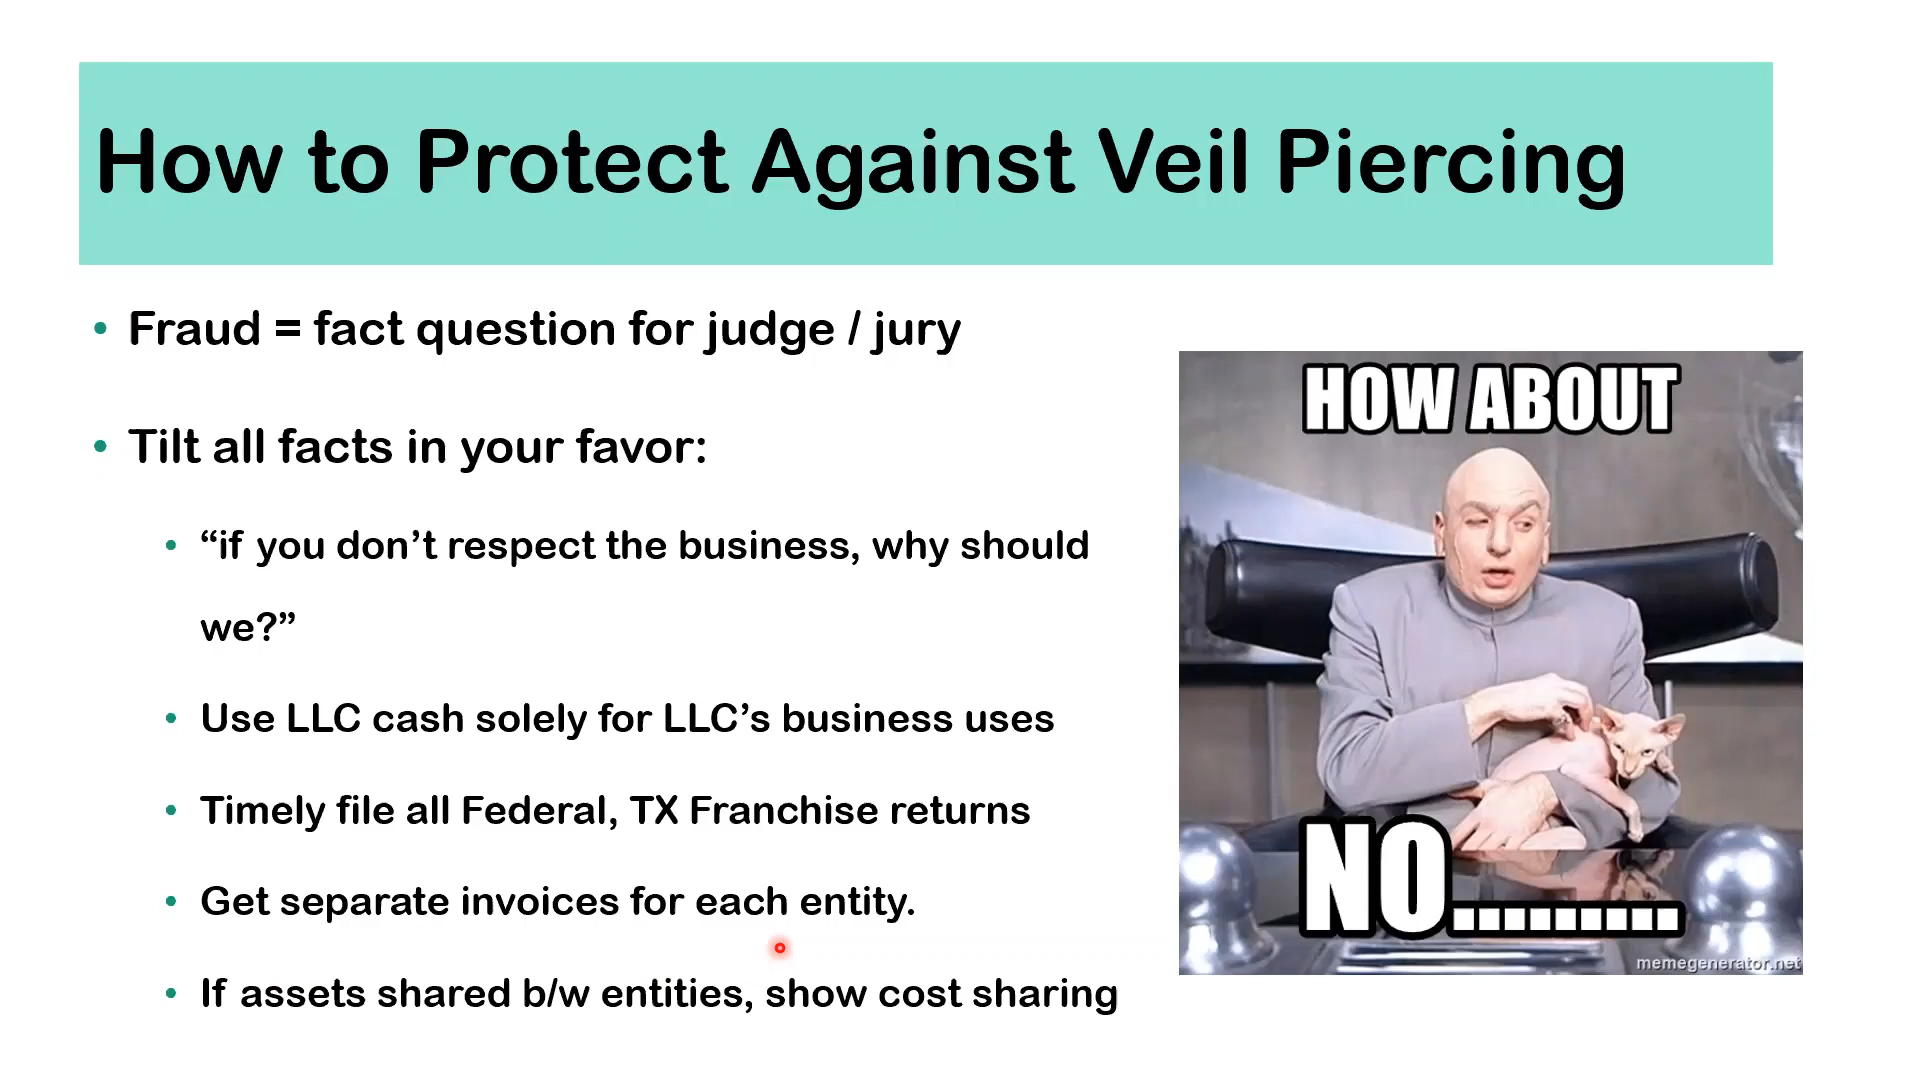 How to Protect Against Veil Piercing
• Fraud = fact question for judge / jury
• Tilt all facts in your favor:
• “if you don’t respect the business, why should
we?”
• Use LLC cash solely for LLC’s business uses
• Timely file all Federal, TX Franchise returns
• Get separate invoices for each entity.
• If assets shared b/w entities, show cost sharing
HOW ABOUT
NO.........
memegenerator.net